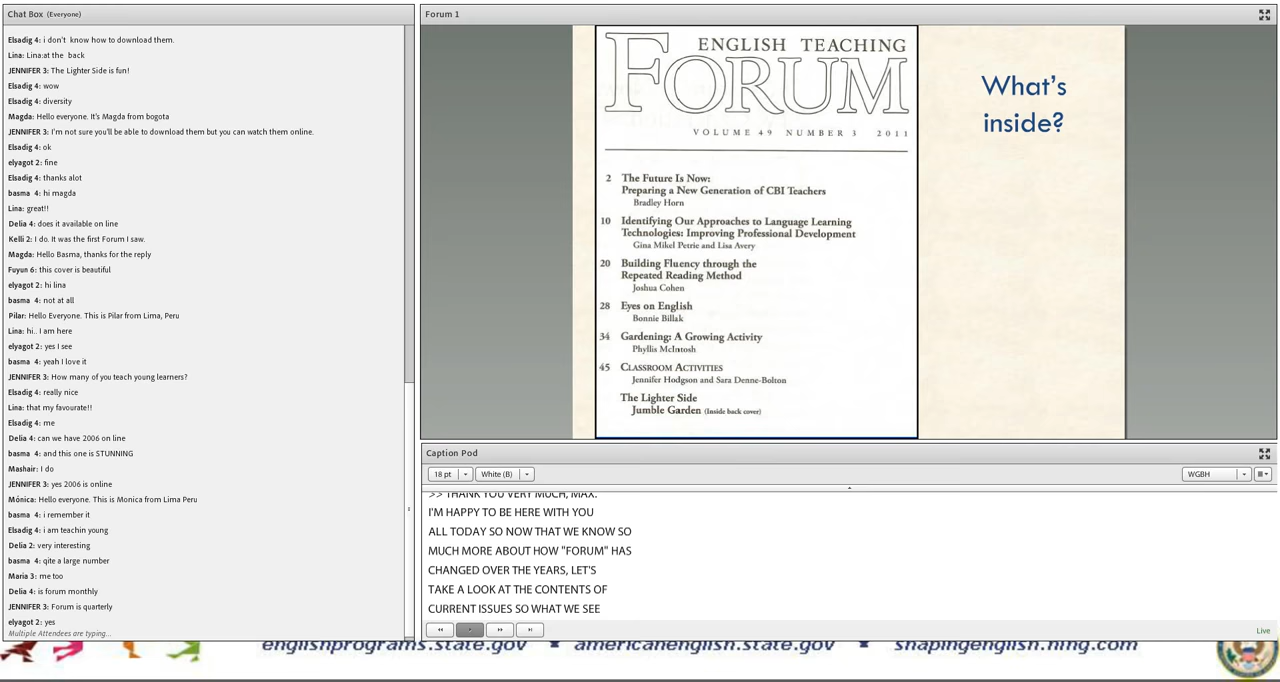 Chat Box (Everyone)
Elsadig 4: i don't know how to download them.
Lina: Lina:at the back
JENNIFER 3: The Lighter Side is fun!
Elsadig 4: wow
Elsadig 4: diversity
Magda: Hello everyone. It's Magda from bogota
JENNIFER 3: I'm not sure you'll be able to download them but you can watch them online.
Elsadig 4: ok
elyagot 2: fine
Elsadig 4: thanks alot
basma 4: hi magda
Lina: great!!
Delia 4: does it available on line
Kelli 2: I do. It was the first Forum I saw.
Magda: Hello Basma, thanks for the reply
Fuyun 6: this cover is beautiful
elyagot 2: hi lina
basma 4: not at all
Pilar: Hello Everyone. This is Pilar from Lima, Peru
Lina: hi.. I am here
elyagot 2: yes I see
basma 4: yeah I love it
JENNIFER 3: How many of you teach young learners?
Elsadig 4: really nice
Lina: that my favourate!!
Elsadig 4: me
Delia 4: can we have 2006 on line
basma 4: and this one is STUNNING
Mashair: I do
JENNIFER 3: yes 2006 is online
Mónica: Hello everyone. This is Monica from Lima Peru
basma 4: i remember it
Elsadig 4: i am teachin young
Delia 2: very interesting
basma 4: qite a large number
Maria 3: me too
Delia 4: is forum monthly
JENNIFER 3: Forum is quarterly
elyagot 2: yes
Multiple Attendees are typing...
Forum 1
ENGLISH TEACHING
FORUM
VOLUME 49 NUMBER 3 2011
2 The Future Is Now:
Preparing a New Generation of CBI Teachers
Bradley Horn
10 Identifying Our Approaches to Language Learning
Technologies: Improving Professional Development
Gina Mikel Petrie and Lisa Avery
20 Building Fluency through the
Repeated Reading Method
Joshua Cohen
28 Eyes on English
Bonnie Billak
34 Gardening: A Growing Activity
Phyllis McIntosh
45 CLASSROOM ACTIVITIES
Jennifer Hodgson and Sara Denne-Bolton
The Lighter Side
Jumble Garden (Inside back cover)
What's
inside?
Caption Pod
18 pt White (B) WGBH
>> THANK YOU VERY MUCH, MAX.
I'M HAPPY TO BE HERE WITH YOU
ALL TODAY SO NOW THAT WE KNOW SO
MUCH MORE ABOUT HOW "FORUM" HAS
CHANGED OVER THE YEARS, LET'S
TAKE A LOOK AT THE CONTENTS OF
CURRENT ISSUES SO WHAT WE SEE
Live
englishprograms.state.gov americanenglish.state.gov shapingenglish.ning.com